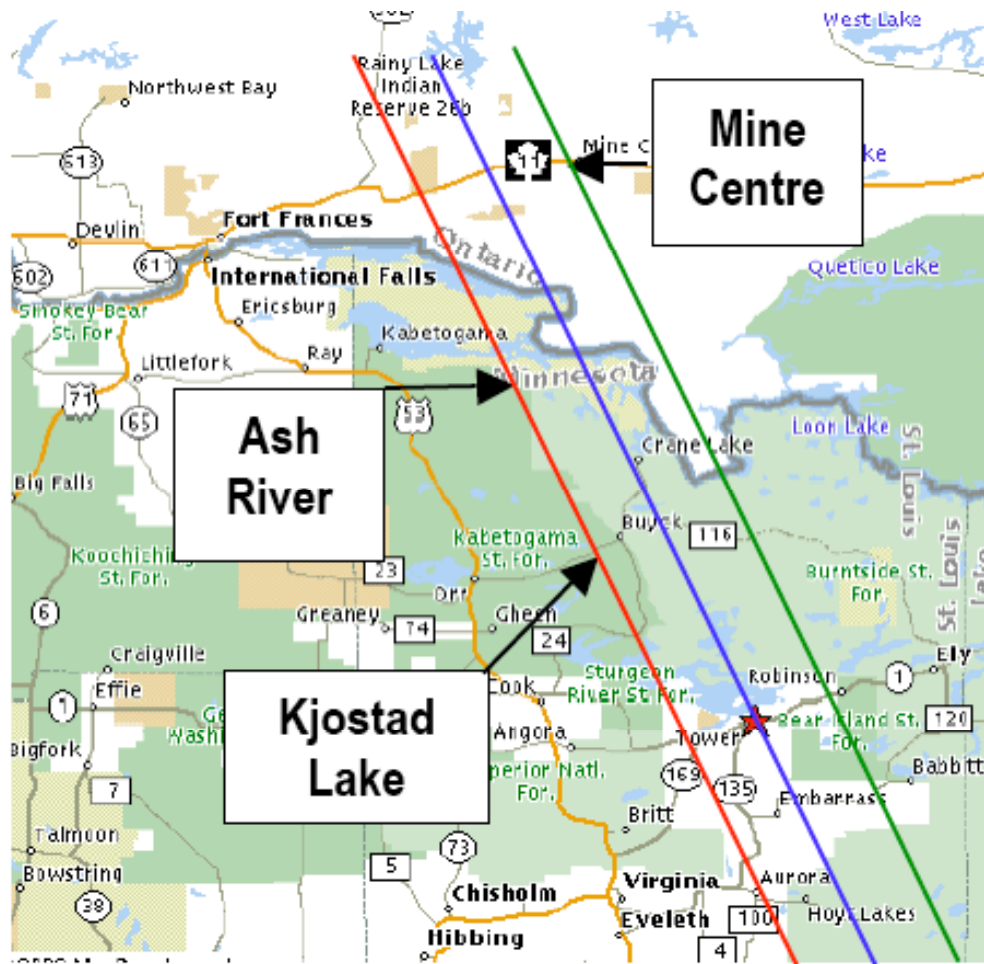 502
West Lake
Rainy Lake
Indian
Reserve 26b
Northwest Bay
Mine
Centre
11
Mine C
ke
613
Fort Frances
Devlin
602
611
International Falls
Ontario
Quetico Lake
Smokey Bear
St. For.
Ericsburg
Kabetogama
Ray
Littlefork
Minnesota
71
65
53
Ash
River
Loon Lake
St. Louis
Crane Lake
Big Falls
Buyck
116
Koochiching
St. For.
Kabetogama
St. For.
23
Orr
Burntside St.
For.
St. Louis
Lake
6
Greaney
74
Gheen
24
Craigville
Effie
Sturgeon
River St. For.
Robinson
1
Ely
Kjostad
Lake
Cook
Bear Island St.
For.
120
Bigfork
Angora
Tower
Babbitt
perior Natl.
For.
169
135
7
Embarrass
Britt
Talmoon
73
5
Bowstring
38
Chisholm
Virginia
Aurora
Eveleth
100
Hoyt Lakes
Hibbing
4